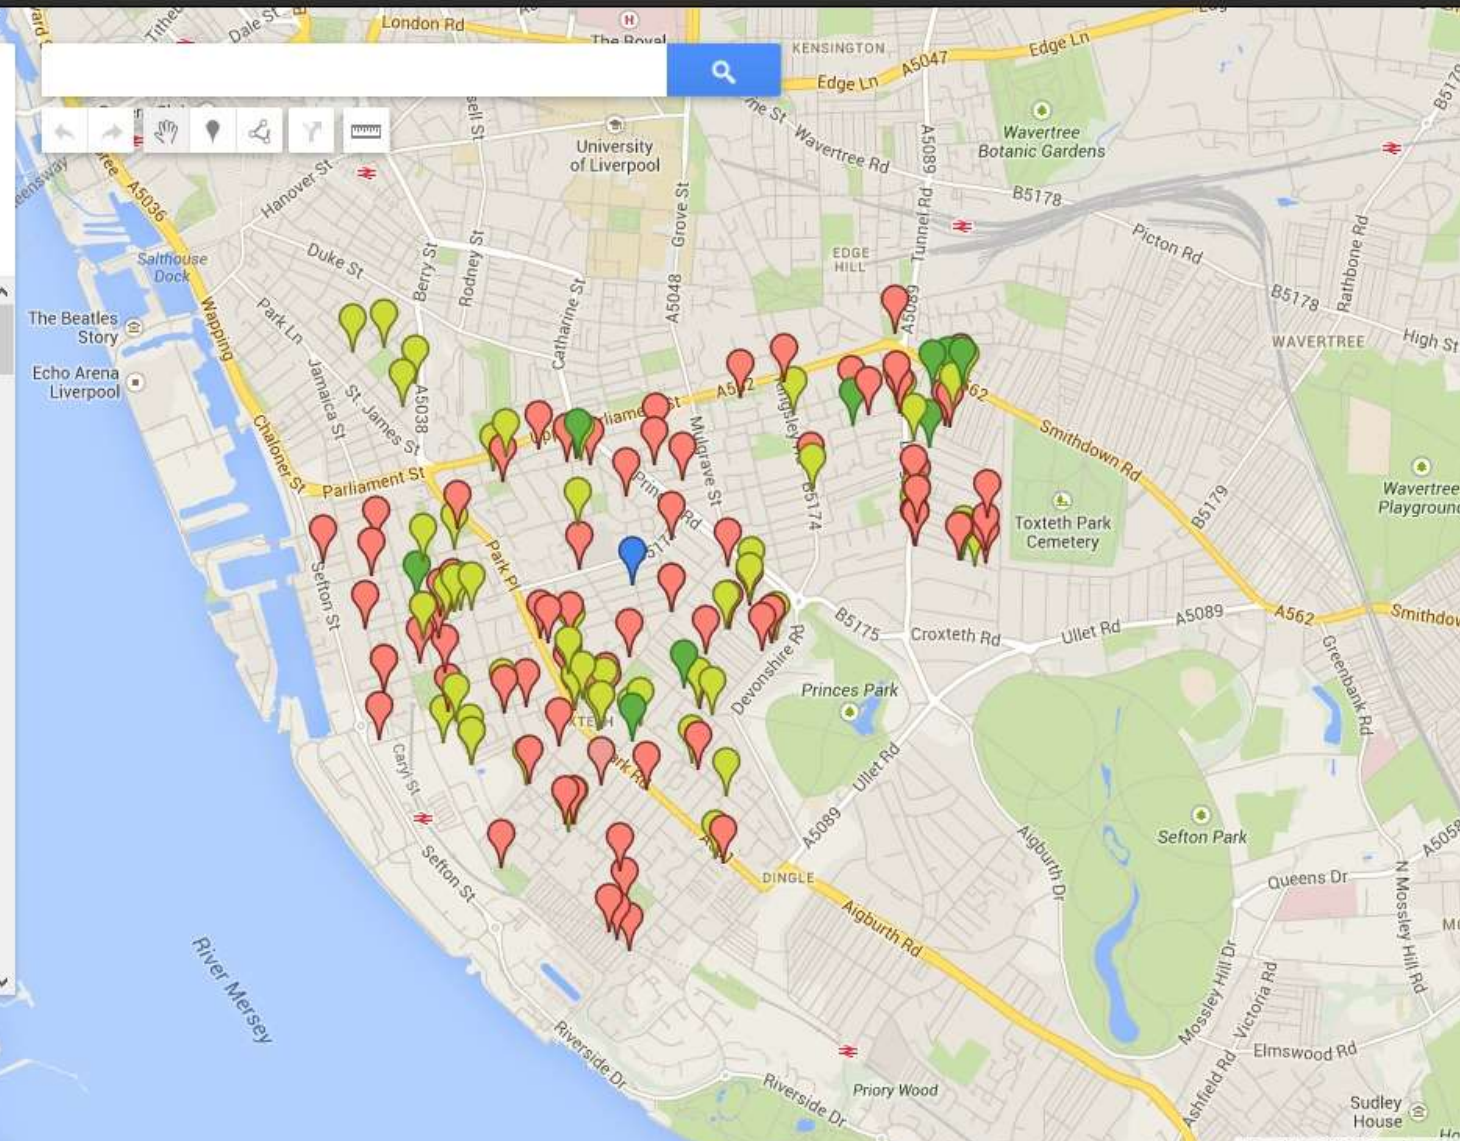 London Rd
Dale St
H
The Royal
KENSINGTON
Edge Ln
Edge Ln
A5047
B5179
Wavertree
Botanic Gardens
University
of Liverpool
Wavertree Rd
A5089
B5178
A5036
Hanover St
Grove St
Tunnel Rd
Picton Rd
Rathbone Rd
Salthouse
Dock
Duke St
Berry St
Rodney St
EDGE
HILL
A5048
B5178
The Beatles
Story
Wapping
Park Ln
Catharine St
A5089
WAVERTREE
High St
Echo Arena
Liverpool
Jamaica St
St. James St
A5038
Chaloner St
Mulgrave St
Smithdown Rd
Parliament St
B5174
B5179
Wavertree
Playground
Toxteth Park
Cemetery
Sefton St
Park Pl
B5175
Croxteth Rd
Ullet Rd
A5089
A562
Devonshire Rd
Princes Park
Greenbank Rd
Caryl St
Ullet Rd
A5089
Sefton Park
Aigburth Dr
A5058
Sefton St
DINGLE
Queens Dr
N Mossley Hill Rd
Aigburth Rd
River Mersey
Mossley Hill Dr
Victoria Rd
Riverside Dr
Elmswood Rd
Riverside Dr
Priory Wood
Ashfield Rd
Sudley
House